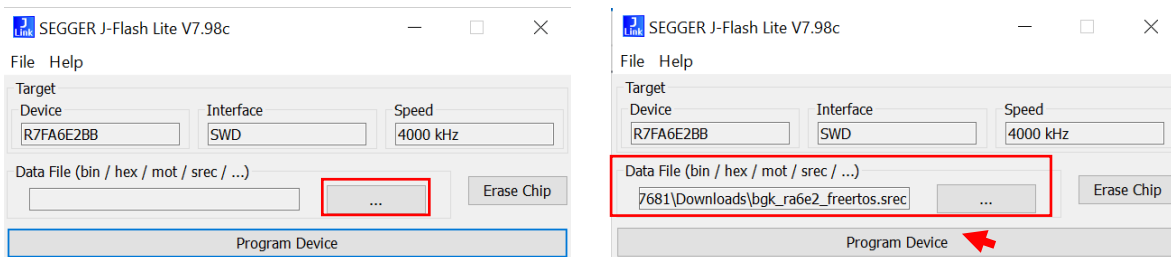 J Link SEGGER J-Flash Lite V7.98c
File Help
Target
Device Interface Speed
R7FA6E2BB SWD 4000 kHz
Data File (bin / hex / mot / srec / ...)
... Erase Chip
Program Device
J Link SEGGER J-Flash Lite V7.98c
File Help
Target
Device Interface Speed
R7FA6E2BB SWD 4000 kHz
Data File (bin / hex / mot / srec / ...)
7681\Downloads\bgk_ra6e2_freertos.srec ... Erase Chip
Program Device